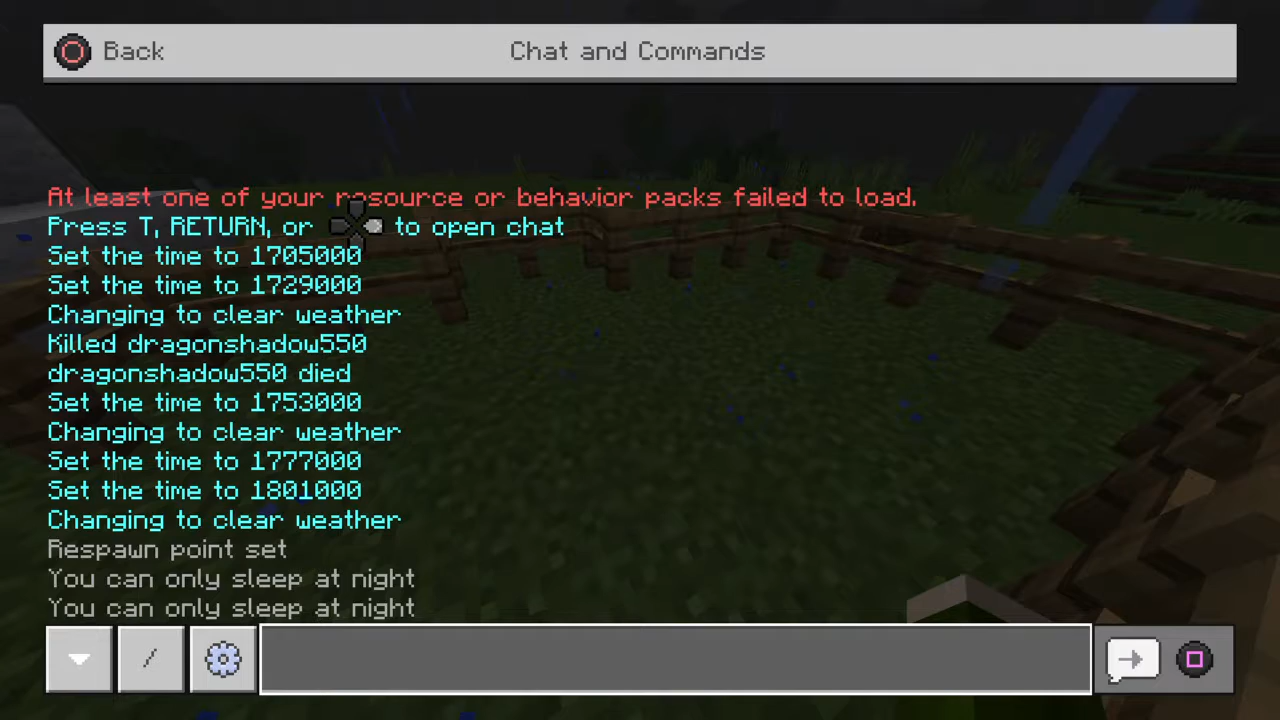 Back
Chat and Commands
At least one of your resource or behavior packs failed to load.
Press T, RETURN, or to open chat
Set the time to 1705000
Set the time to 1729000
Changing to clear weather
Killed dragonshadow550
dragonshadow550 died
Set the time to 1753000
Changing to clear weather
Set the time to 1777000
Set the time to 1801000
Changing to clear weather
Respawn point set
You can only sleep at night
You can only sleep at night
/